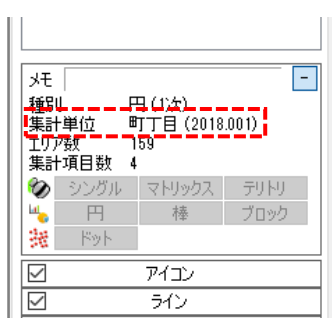 メモ
種別 円(1次)
集計単位 町丁目(2018.001)
エリア数 159
集計項目数 4
シングル マトリックス テリトリ
円 棒 ブロック
ドット
アイコン
ライン